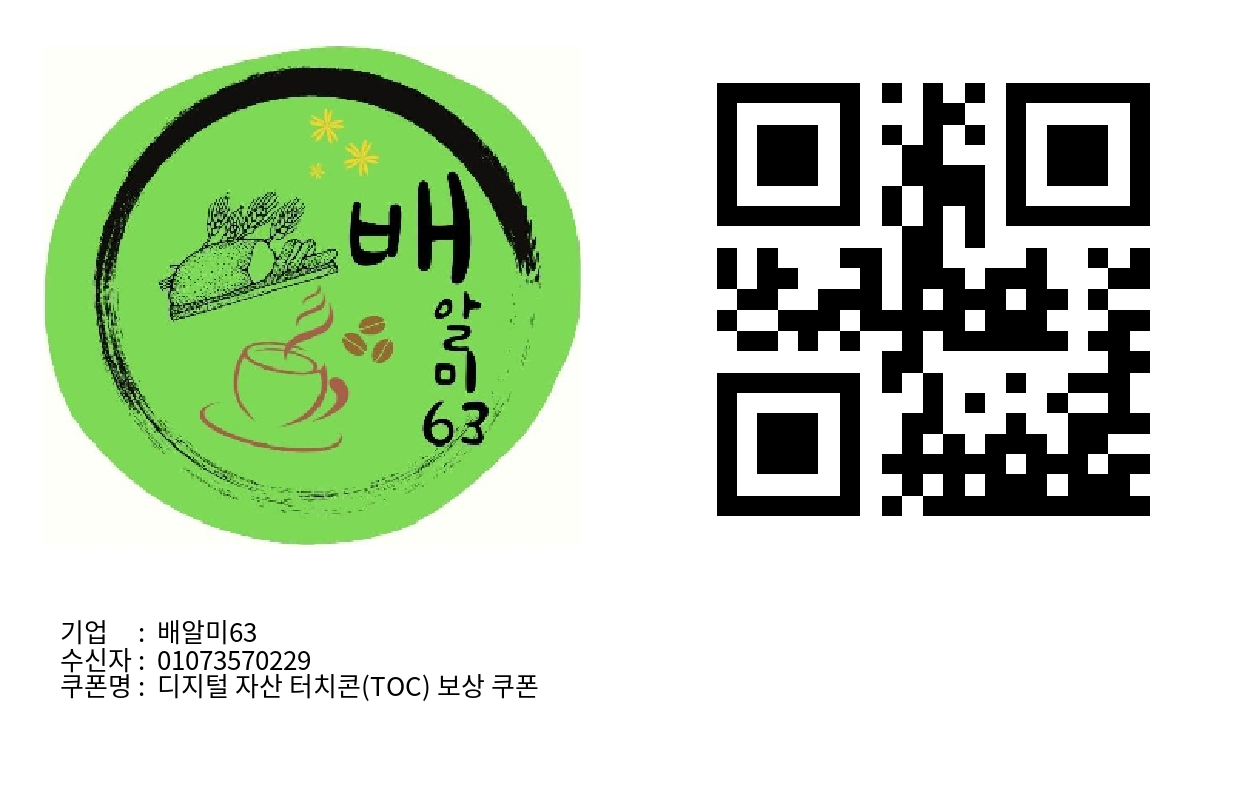 배
알
미
63
기업 : 배알미63
수신자 : 01073570229
쿠폰명 : 디지털 자산 터치콘(TOC) 보상 쿠폰